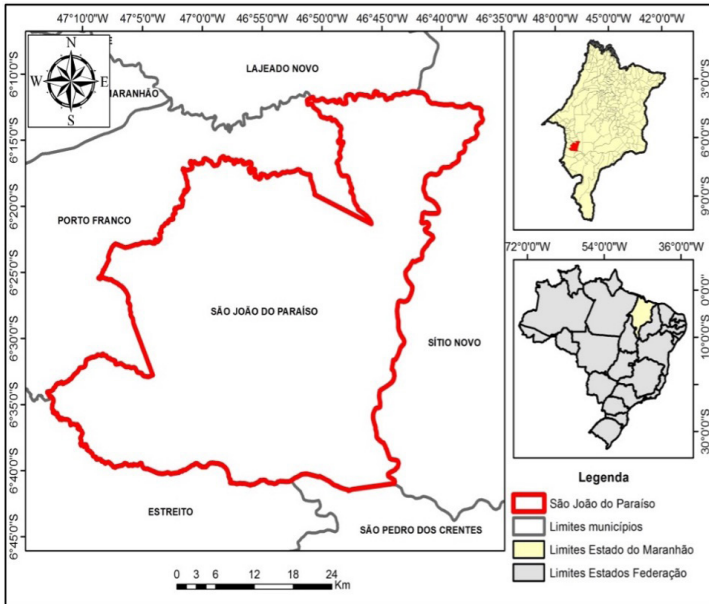 47°10'0"W 47°5'0"W 47°0'0"W 46°55'0"W 46°50'0"W 46°45'0"W 46°40'0"W 46°35'0"W
6°10'0"S
6°15'0"S
6°20'0"S
6°25'0"S
6°30'0"S
6°35'0"S
6°40'0"S
6°45'0"S
N
W E
S
MARANHÃO
LAJEADO NOVO
PORTO FRANCO
SÃO JOÃO DO PARAÍSO
SÍTIO NOVO
ESTREITO
SÃO PEDRO DOS CRENTES
0 3 6 12 18 24
Km
48°0'0"W 45°0'0"W 42°0'0"W
3°0'0"S
6°0'0"S
9°0'0"S
72°0'0"W 54°0'0"W 36°0'0"W
0°0'0"
10°0'0"S
30°0'0"S
Legenda
São João do Paraíso
Limites municípios
Limites Estado do Maranhão
Limites Estados Federação